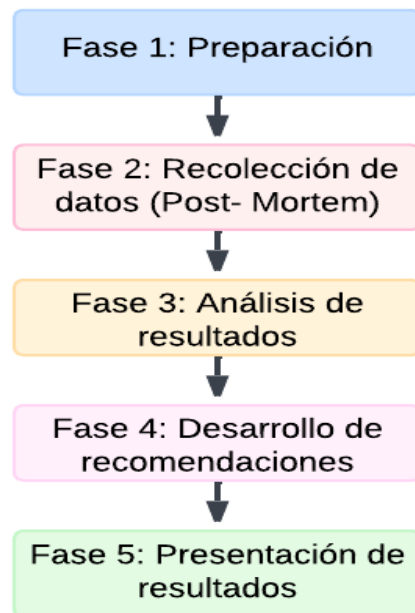 Fase 1: Preparación
Fase 2: Recolección de
datos (Post- Mortem)
Fase 3: Análisis de
resultados
Fase 4: Desarrollo de
recomendaciones
Fase 5: Presentación de
resultados